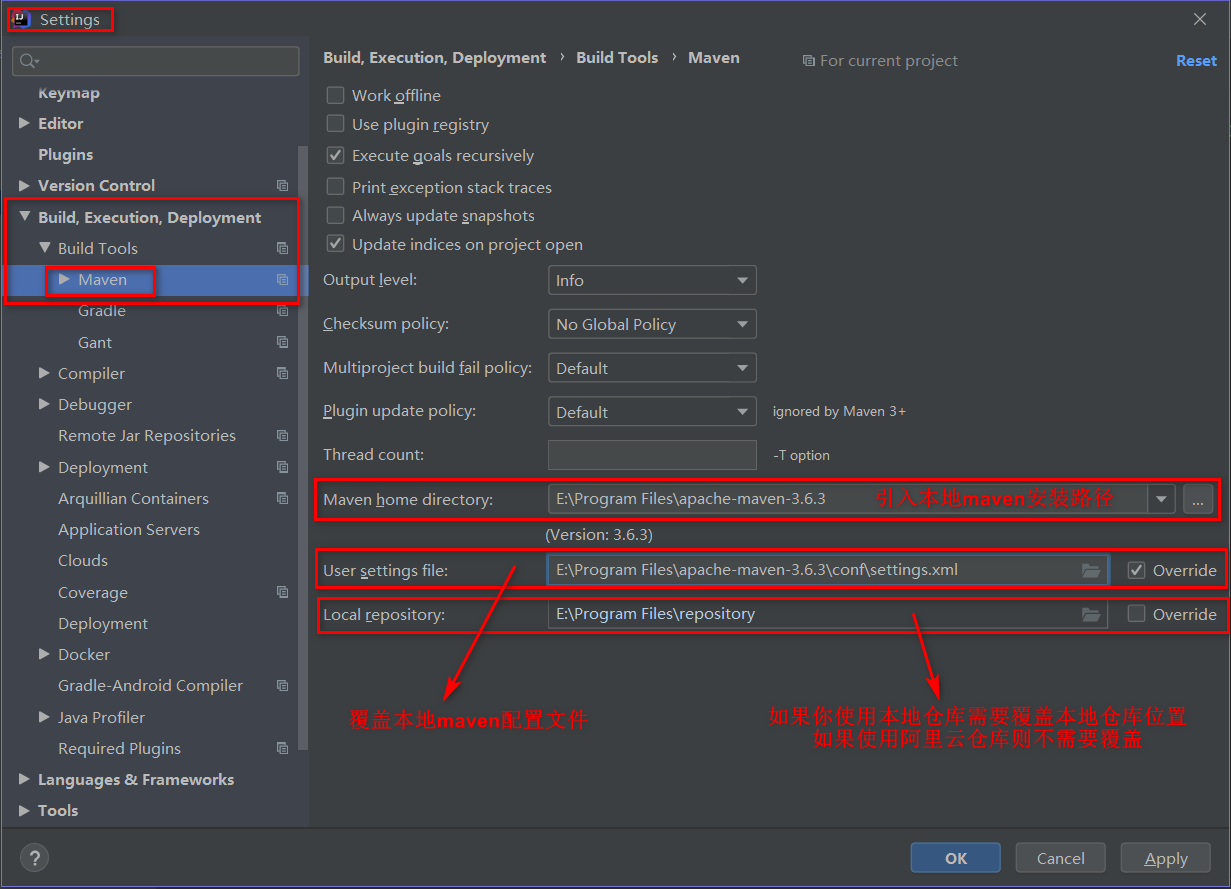 Settings
Build, Execution, Deployment › Build Tools › Maven
For current project
Reset
Keymap
Editor
Plugins
Version Control
Build, Execution, Deployment
Build Tools
Maven
Gradle
Gant
Compiler
Debugger
Remote Jar Repositories
Deployment
Arquillian Containers
Application Servers
Clouds
Coverage
Deployment
Docker
Gradle-Android Compiler
Java Profiler
Required Plugins
Languages & Frameworks
Tools
Work offline
Use plugin registry
Execute goals recursively
Print exception stack traces
Always update snapshots
Update indices on project open
Output level: Info
Checksum policy: No Global Policy
Multiproject build fail policy: Default
Plugin update policy: Default ignored by Maven 3+
Thread count: -T option
Maven home directory: E:\Program Files\apache-maven-3.6.3 引入本地maven安装路径 ...
(Version: 3.6.3)
User settings file: E:\Program Files\apache-maven-3.6.3\conf\settings.xml Override
Local repository: E:\Program Files\repository Override
覆盖本地maven配置文件
如果你使用本地仓库需要覆盖本地仓库位置
如果使用阿里云仓库则不需要覆盖
?
OK
Cancel
Apply